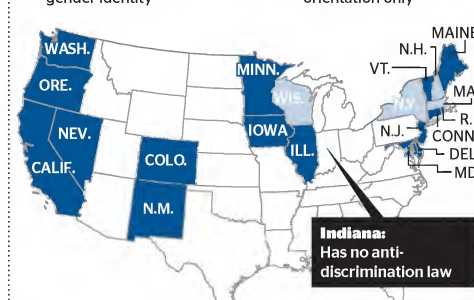 gender identity
orientation only
WASH.
ORE.
NEV.
CALIF.
COLO.
N.M.
MINN.
WIS.
IOWA
ILL.
MAINE
N.H.
VT.
N.Y.
MA
R.
CONN
N.J.
DEL
MD
Indiana:
Has no anti-
discrimination law